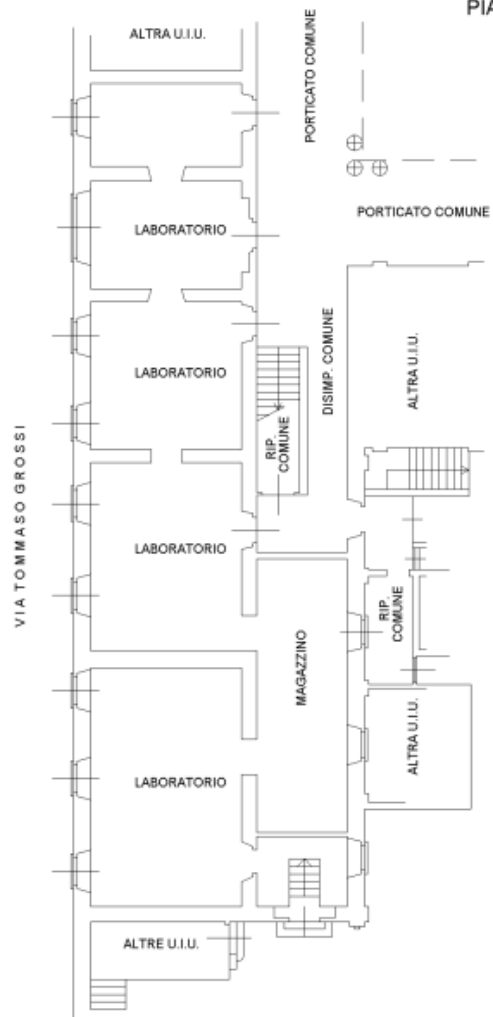 PIA
ALTRA U.I.U.
PORTICATO COMUNE
PORTICATO COMUNE
LABORATORIO
DISIMP. COMUNE
ALTRA U.I.U.
LABORATORIO
RIP.
COMUNE
VIA TOMMASO GROSSI
LABORATORIO
RIP.
COMUNE
MAGAZZINO
ALTRA U.I.U.
LABORATORIO
ALTRE U.I.U.